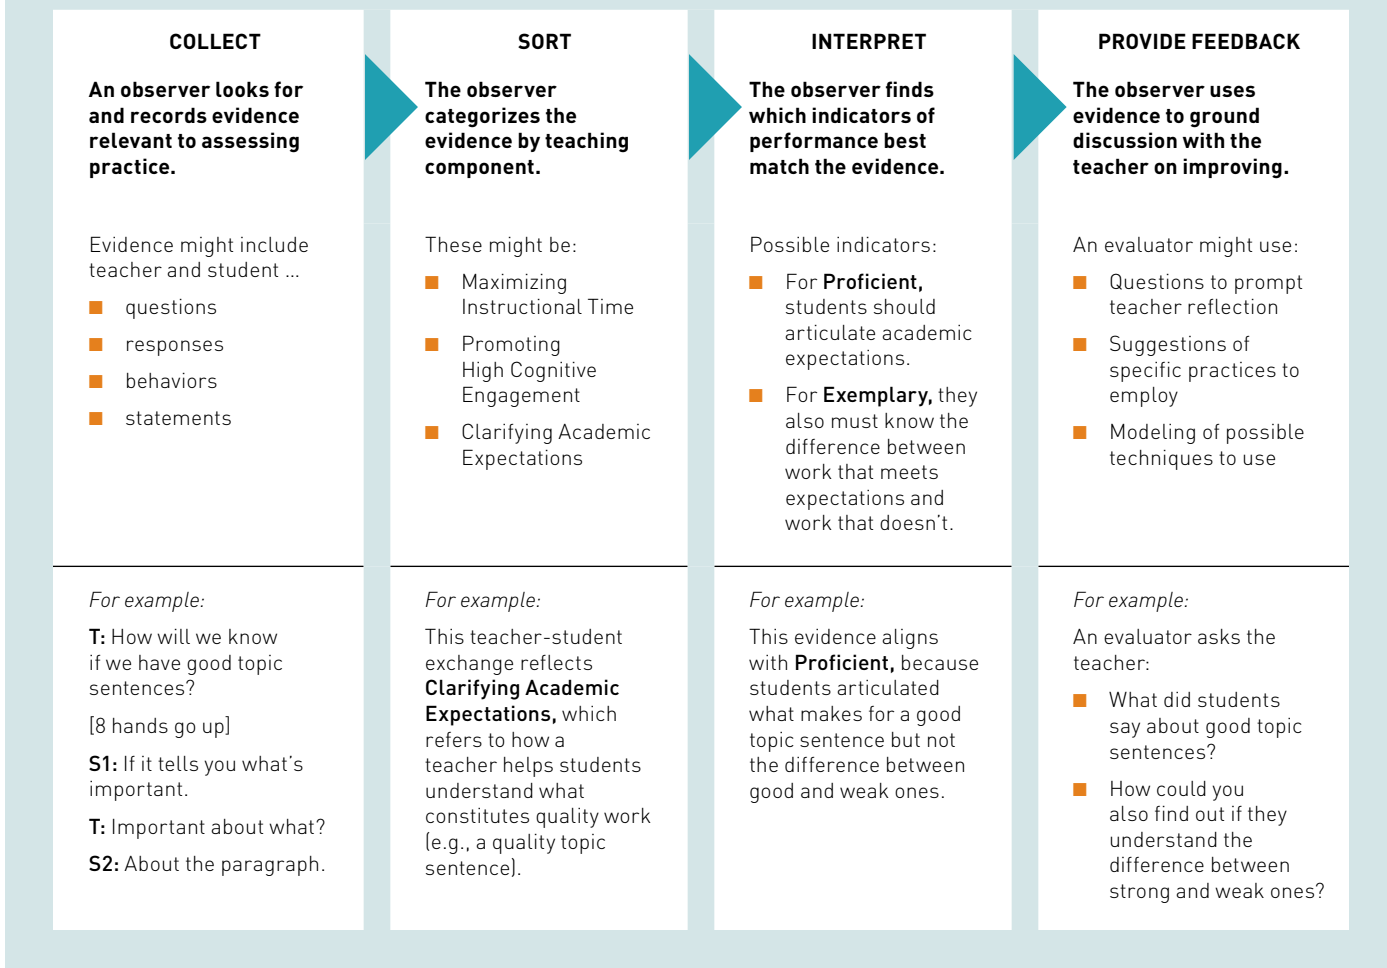 COLLECT
An observer looks for
and records evidence
relevant to assessing
practice.
Evidence might include
teacher and student ...
questions
responses
behaviors
statements
For example:
T: How will we know
if we have good topic
sentences?
[8 hands go up]
S1: If it tells you what's
important.
T: Important about what?
S2: About the paragraph.
SORT
The observer
categorizes the
evidence by teaching
component.
These might be:
Maximizing
Instructional Time
Promoting
High Cognitive
Engagement
Clarifying Academic
Expectations
For example:
This teacher-student
exchange reflects
Clarifying Academic
Expectations, which
refers to how a
teacher helps students
understand what
constitutes quality work
(e.g., a quality topic
sentence).
INTERPRET
The observer finds
which indicators of
performance best
match the evidence.
Possible indicators:
For Proficient,
students should
articulate academic
expectations.
For Exemplary, they
also must know the
difference between
work that meets
expectations and
work that doesn't.
For example:
This evidence aligns
with Proficient, because
students articulated
what makes for a good
topic sentence but not
the difference between
good and weak ones.
PROVIDE FEEDBACK
The observer uses
evidence to ground
discussion with the
teacher on improving.
An evaluator might use:
Questions to prompt
teacher reflection
Suggestions of
specific practices to
employ
Modeling of possible
techniques to use
For example:
An evaluator asks the
teacher:
What did students
say about good topic
sentences?
How could you
also find out if they
understand the
difference between
strong and weak ones?